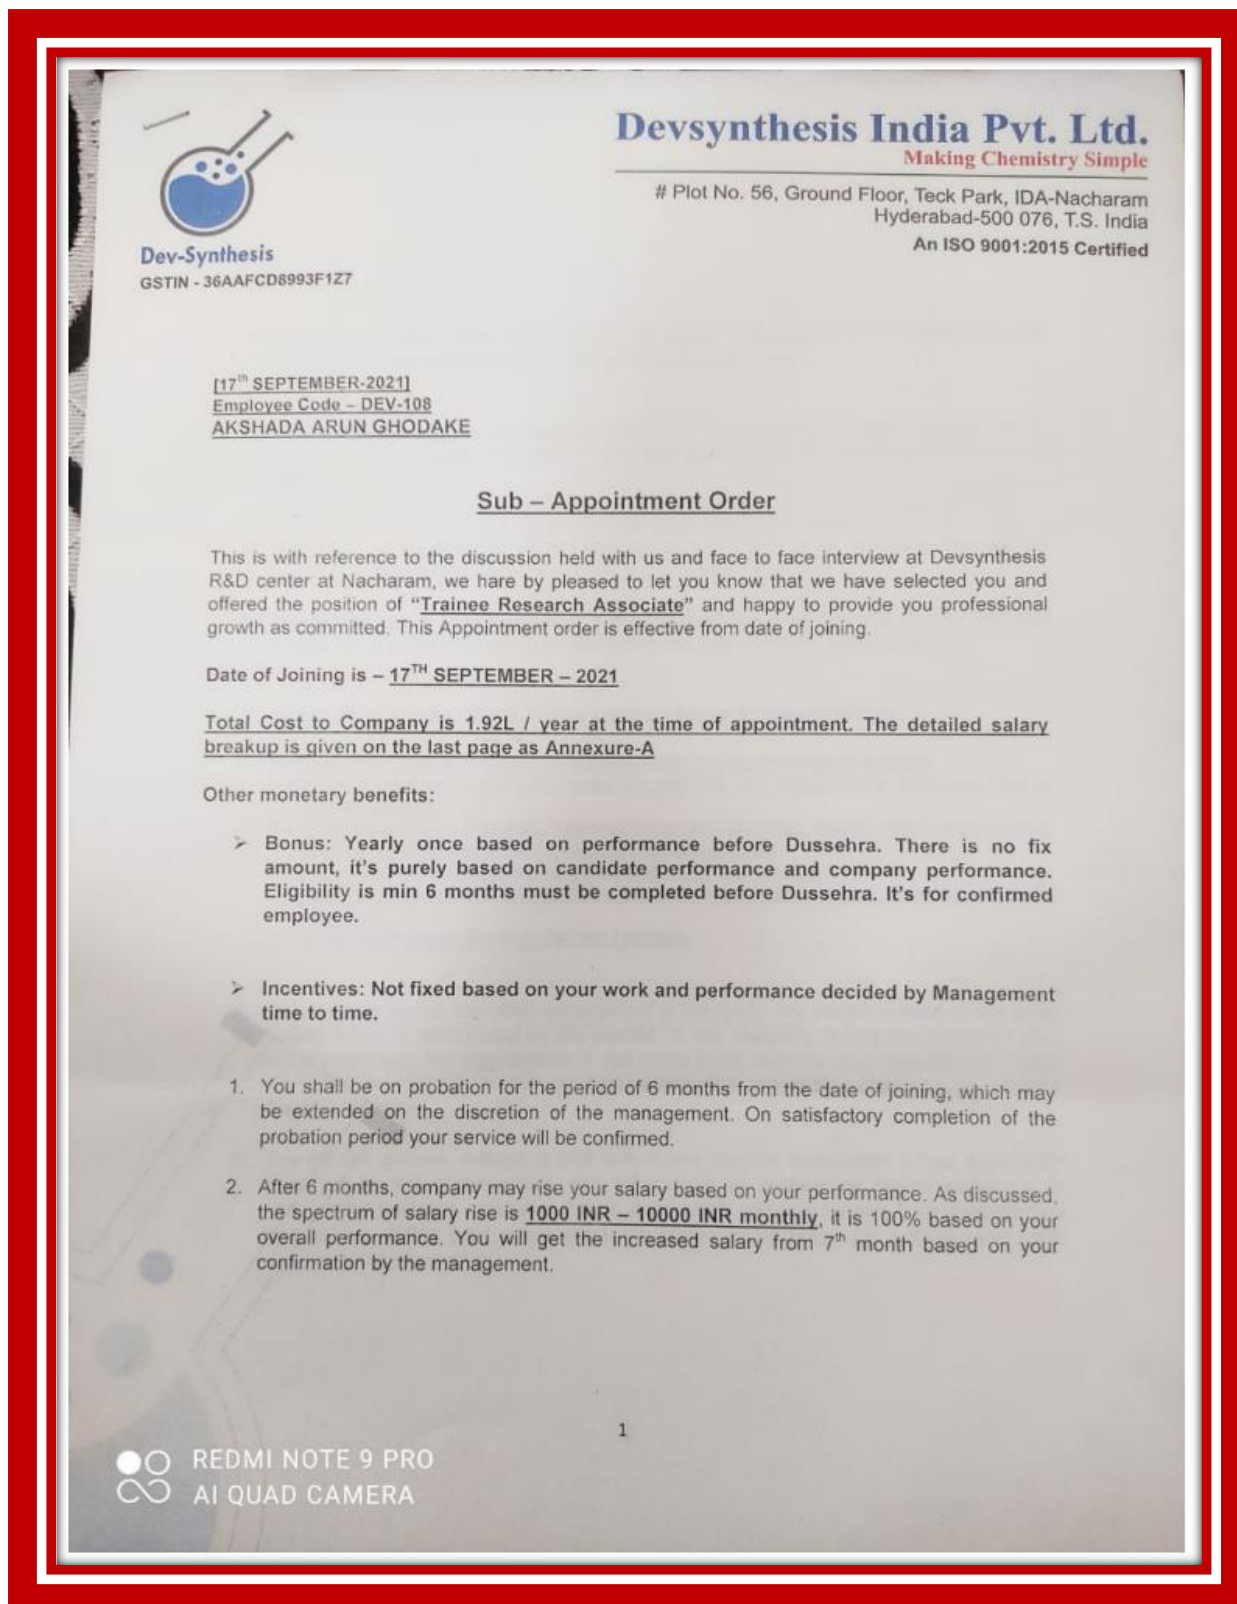 Devsynthesis India Pvt. Ltd.
Making Chemistry Simple
# Plot No. 56, Ground Floor, Teck Park, IDA-Nacharam
Hyderabad-500 076, T.S. India
An ISO 9001:2015 Certified
Dev-Synthesis
GSTIN - 36AAFCD8993F1Z7
[17th SEPTEMBER-2021]
Employee Code – DEV-108
AKSHADA ARUN GHODAKE
Sub – Appointment Order
This is with reference to the discussion held with us and face to face interview at Devsynthesis
R&D center at Nacharam, we hare by pleased to let you know that we have selected you and
offered the position of “Trainee Research Associate” and happy to provide you professional
growth as committed. This Appointment order is effective from date of joining.
Date of Joining is – 17TH SEPTEMBER – 2021
Total Cost to Company is 1.92L / year at the time of appointment. The detailed salary
breakup is given on the last page as Annexure-A
Other monetary benefits:
➢ Bonus: Yearly once based on performance before Dussehra. There is no fix
amount, it's purely based on candidate performance and company performance.
Eligibility is min 6 months must be completed before Dussehra. It's for confirmed
employee.
➢ Incentives: Not fixed based on your work and performance decided by Management
time to time.
1. You shall be on probation for the period of 6 months from the date of joining, which may
be extended on the discretion of the management. On satisfactory completion of the
probation period your service will be confirmed.
2. After 6 months, company may rise your salary based on your performance. As discussed,
the spectrum of salary rise is 1000 INR – 10000 INR monthly, it is 100% based on your
overall performance. You will get the increased salary from 7th month based on your
confirmation by the management.
1
REDMI NOTE 9 PRO
AI QUAD CAMERA